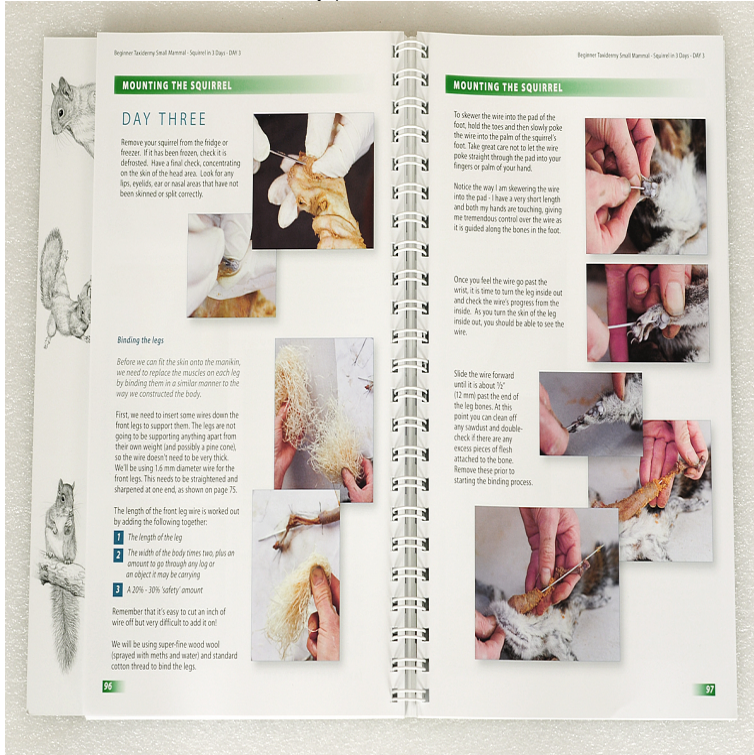 Beginner Taxidermy Small Mammal - Squirrel in 3 Days - DAY 3
MOUNTING THE SQUIRREL
DAY THREE
Remove your squirrel from the fridge or
freezer. If it has been frozen, check it is
defrosted. Have a final check, concentrating
on the skin of the head area. Look for any
lips, eyelids, ear or nasal areas that have not
been skinned or split correctly.
Binding the legs
Before we can fit the skin onto the manikin,
we need to replace the muscles on each leg
by binding them in a similar manner to the
way we constructed the body.
First, we need to insert some wires down the
front legs to support them. The legs are not
going to be supporting anything apart from
their own weight (and possibly a pine cone),
so the wire doesn't need to be very thick.
We'll be using 1.6 mm diameter wire for the
front legs. This needs to be straightened and
sharpened at one end, as shown on page 75.
The length of the front leg wire is worked out
by adding the following together:
1 The length of the leg
2 The width of the body times two, plus an
amount to go through any log or
an object it may be carrying
3 A 20% - 30% 'safety' amount
Remember that it's easy to cut an inch of
wire off but very difficult to add it on!
We will be using super-fine wood wool
(sprayed with meths and water) and standard
cotton thread to bind the legs.
96
Beginner Taxidermy Small Mammal - Squirrel in 3 Days - DAY 3
MOUNTING THE SQUIRREL
To skewer the wire into the pad of the
foot, hold the toes and then slowly poke
the wire into the palm of the squirrel's
foot. Take great care not to let the wire
poke straight through the pad into your
fingers or palm of your hand.
Notice the way I am skewering the wire
into the pad - I have a very short length
and both my hands are touching, giving
me tremendous control over the wire as
it is guided along the bones in the foot.
Once you feel the wire go past the
wrist, it is time to turn the leg inside out
and check the wire's progress from the
inside. As you turn the skin of the leg
inside out, you should be able to see the
wire.
Slide the wire forward
until it is about ½"
(12 mm) past the end of
the leg bones. At this
point you can clean off
any sawdust and double-
check if there are any
excess pieces of flesh
attached to the bone.
Remove these prior to
starting the binding process.
97